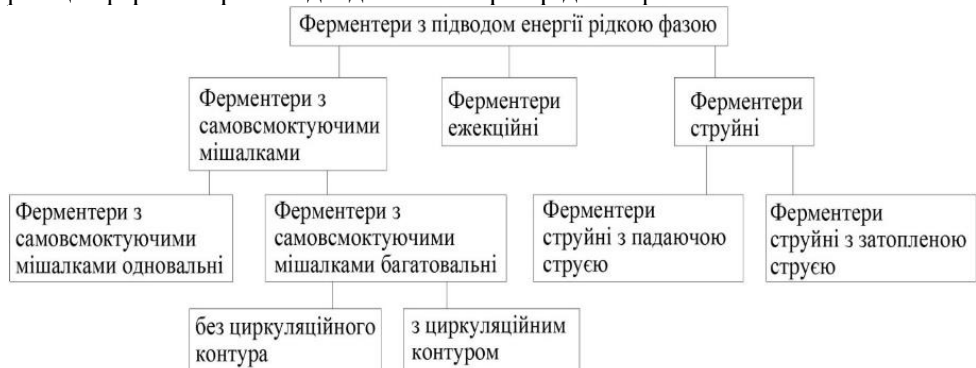 Ферментери з підводом енергії рідкою фазою
Ферментери з
самовсмоктуючими
мішалками
Ферментери
ежекційні
Ферментери
струйні
Ферментери з
самовсмоктуючими
мішалками одновальні
Ферментери з
самовсмоктуючими
мішалками багатовальні
Ферментери
струйні з падаючою
струєю
Ферментери
струйні з затопленою
струєю
без циркуляційного
контура
з циркуляційним
контуром